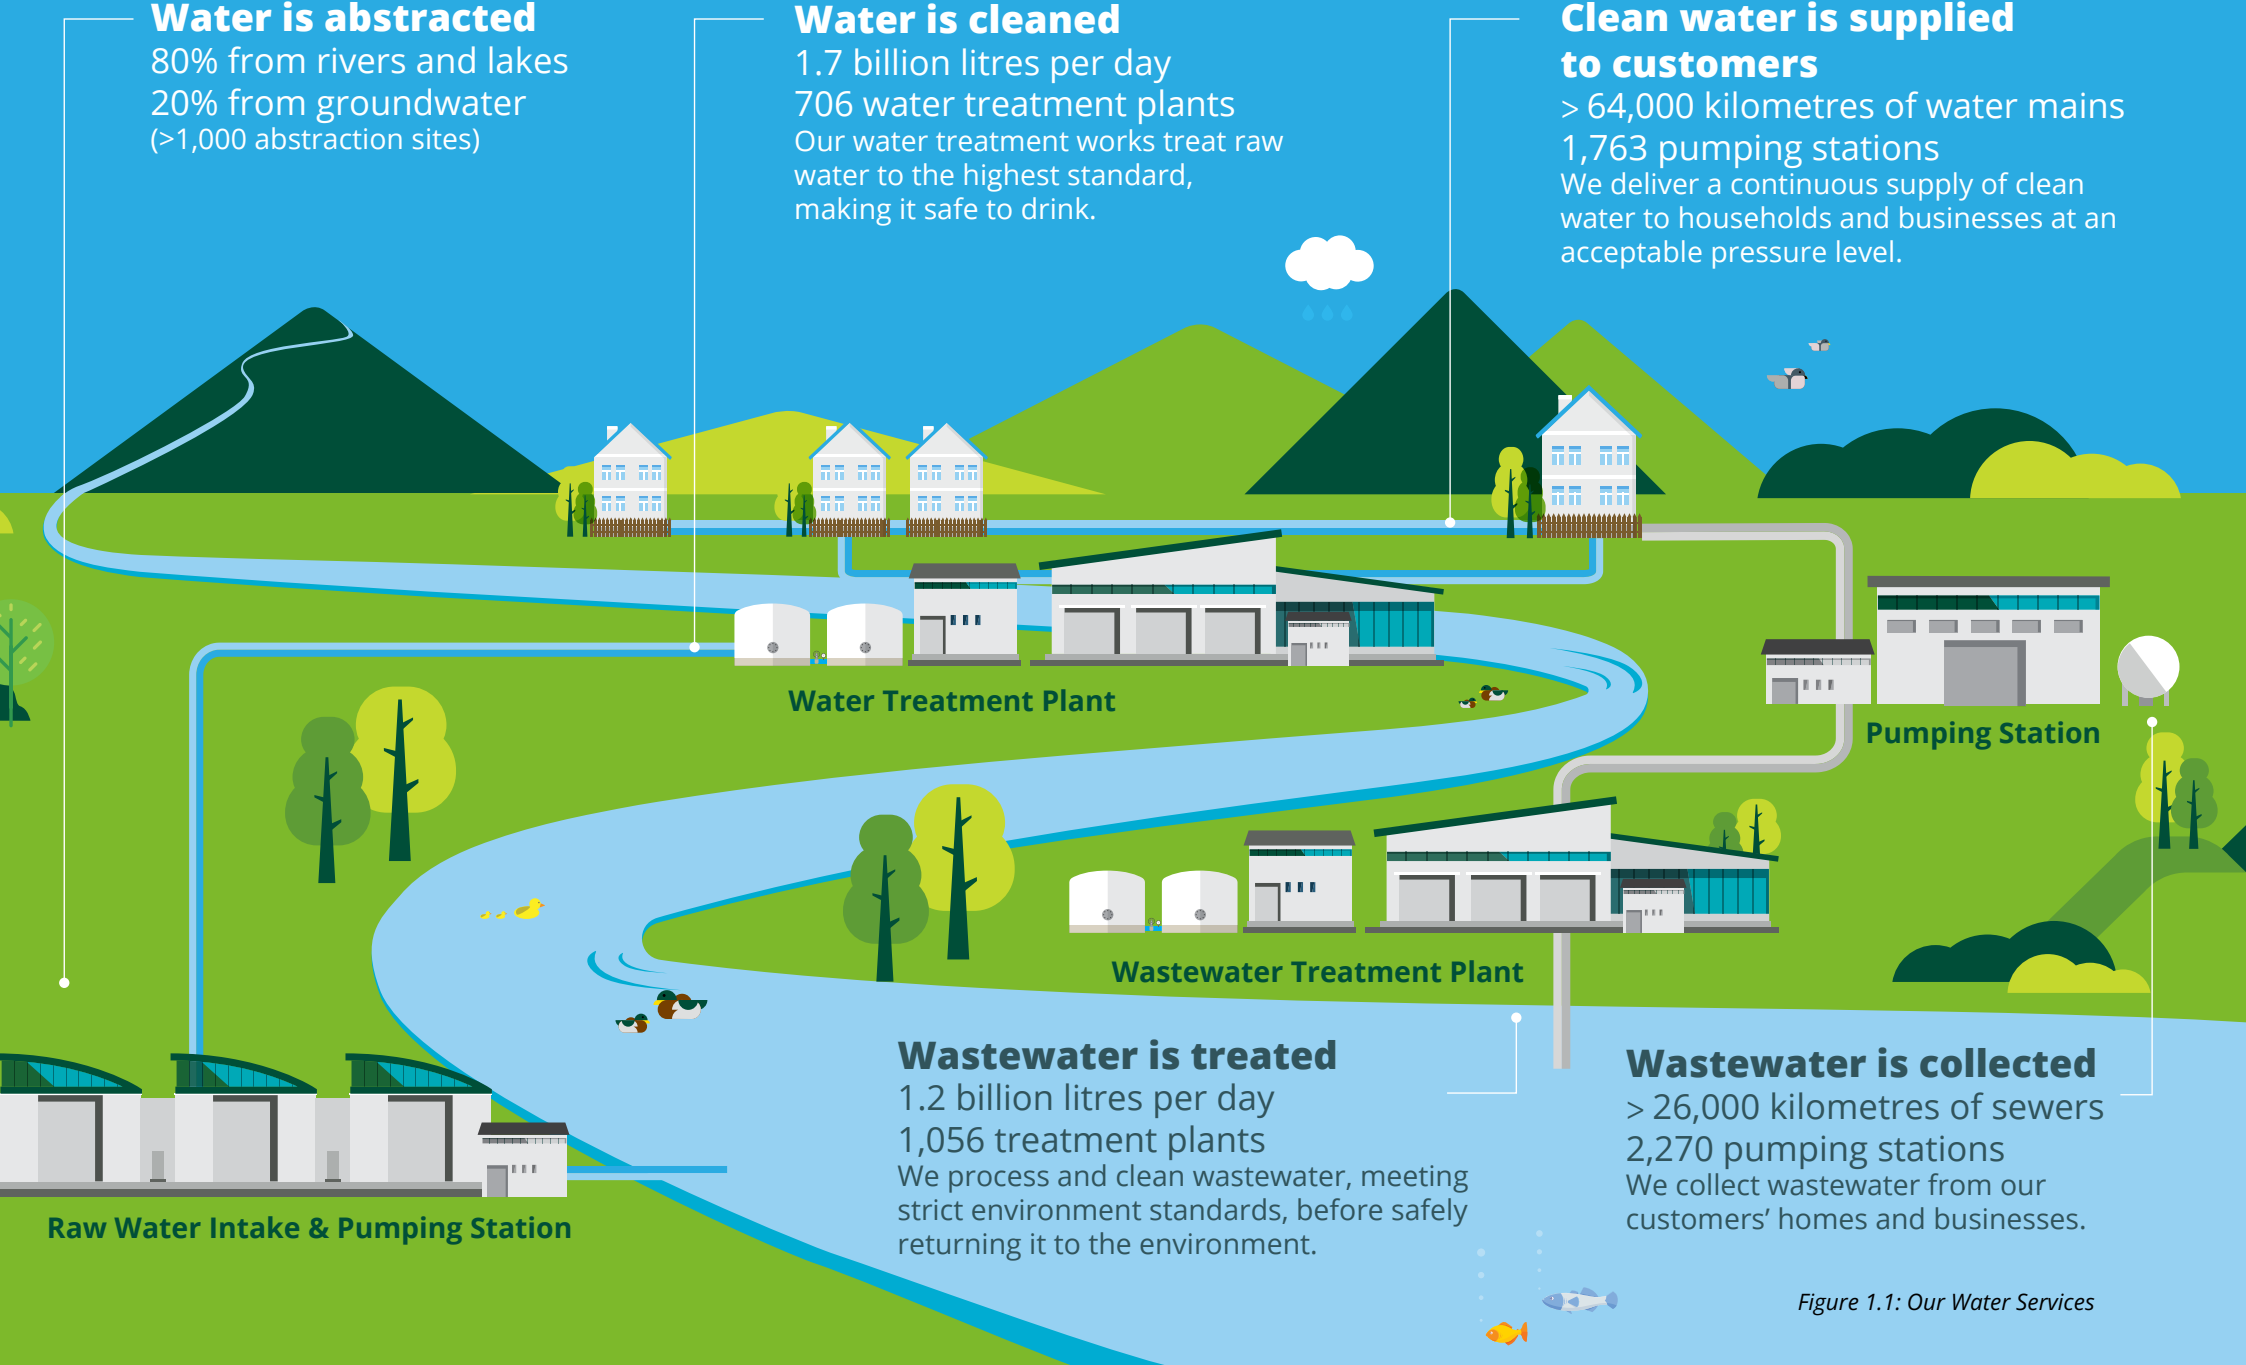 Water is abstracted
80% from rivers and lakes
20% from groundwater
(>1,000 abstraction sites)
Water is cleaned
1.7 billion litres per day
706 water treatment plants
Our water treatment works treat raw
water to the highest standard,
making it safe to drink.
Clean water is supplied
to customers
> 64,000 kilometres of water mains
1,763 pumping stations
We deliver a continuous supply of clean
water to households and businesses at an
acceptable pressure level.
Water Treatment Plant
Pumping Station
Wastewater Treatment Plant
Wastewater is treated
1.2 billion litres per day
1,056 treatment plants
We process and clean wastewater, meeting
strict environment standards, before safely
returning it to the environment.
Wastewater is collected
> 26,000 kilometres of sewers
2,270 pumping stations
We collect wastewater from our
customers’ homes and businesses.
Raw Water Intake & Pumping Station
Figure 1.1: Our Water Services